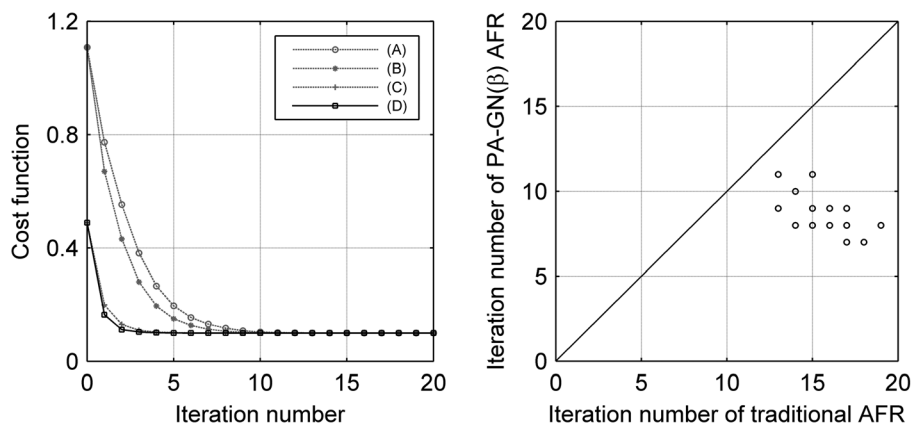 1.2
0.8
0.4
0
Cost function
(A)
(B)
(C)
(D)
0 5 10 15 20
Iteration number
20
15
10
5
0
Iteration number of PA-GN(β) AFR
0 5 10 15 20
Iteration number of traditional AFR